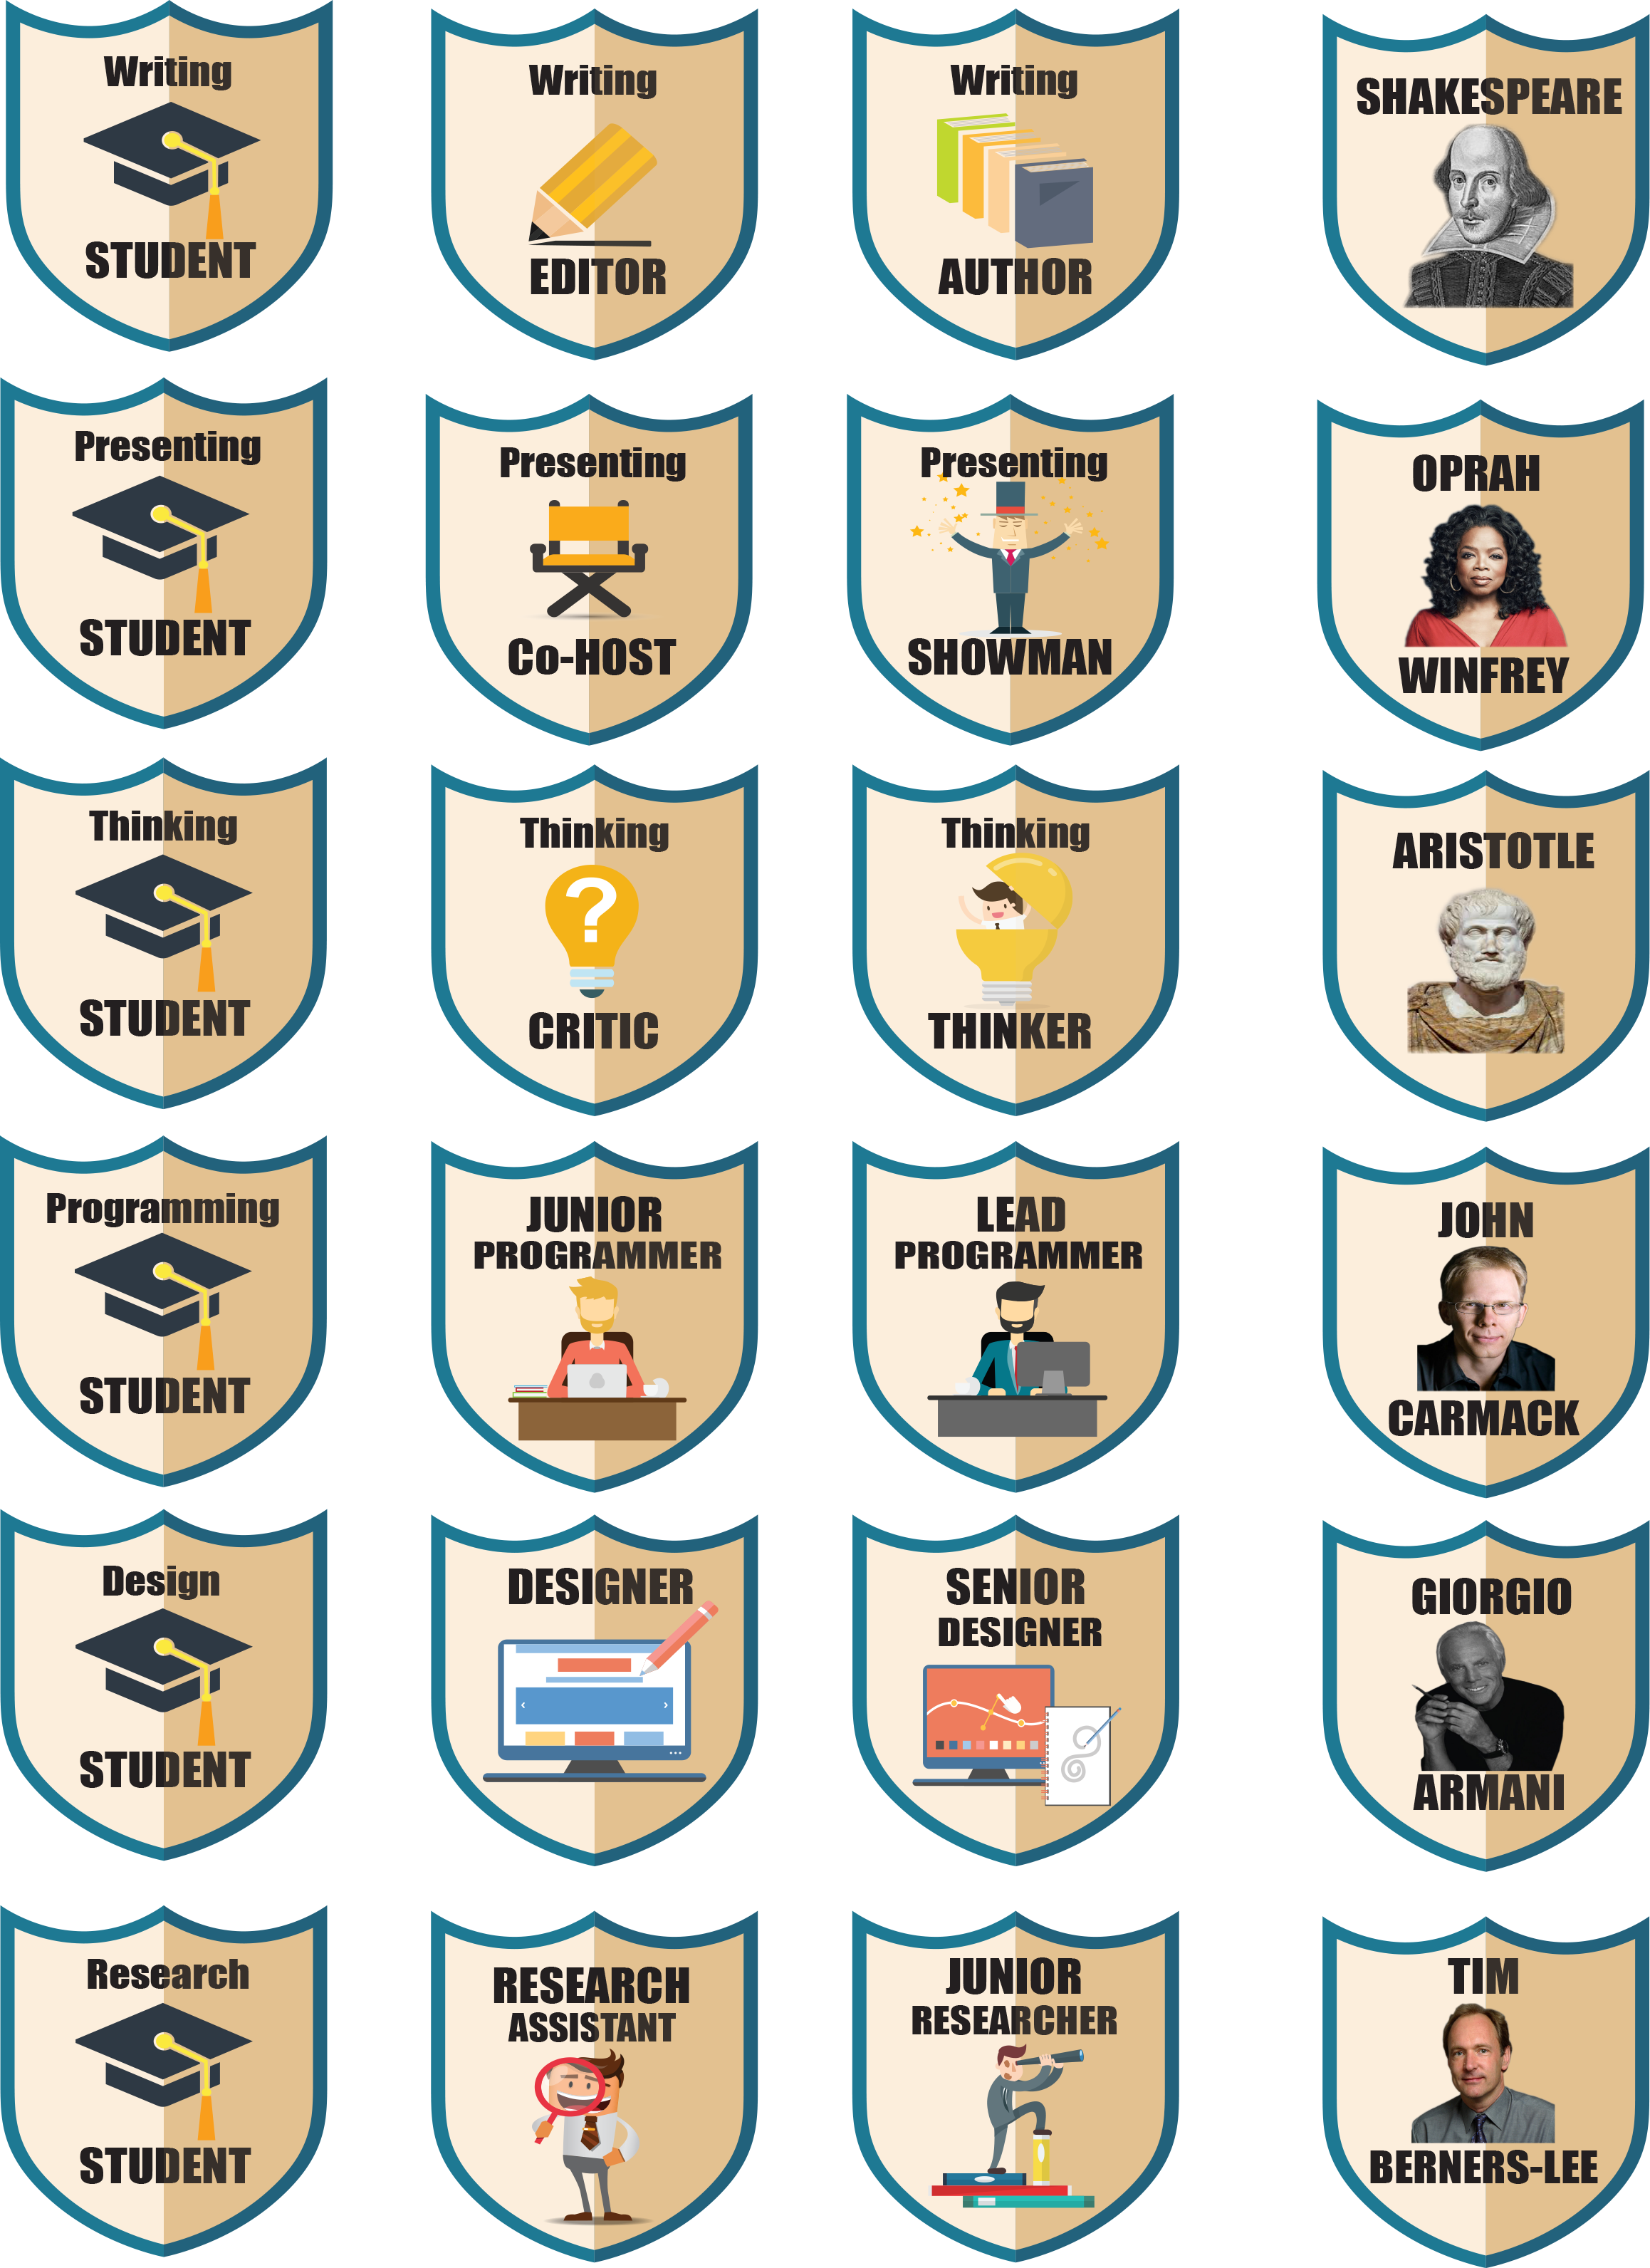 Writing
STUDENT
Writing
EDITOR
Writing
AUTHOR
SHAKESPEARE
Presenting
STUDENT
Presenting
Co-HOST
Presenting
SHOWMAN
OPRAH
WINFREY
Thinking
STUDENT
Thinking
CRITIC
Thinking
THINKER
ARISTOTLE
Programming
STUDENT
JUNIOR
PROGRAMMER
LEAD
PROGRAMMER
JOHN
CARMACK
Design
STUDENT
DESIGNER
SENIOR
DESIGNER
GIORGIO
ARMANI
Research
STUDENT
RESEARCH
ASSISTANT
JUNIOR
RESEARCHER
TIM
BERNERS-LEE